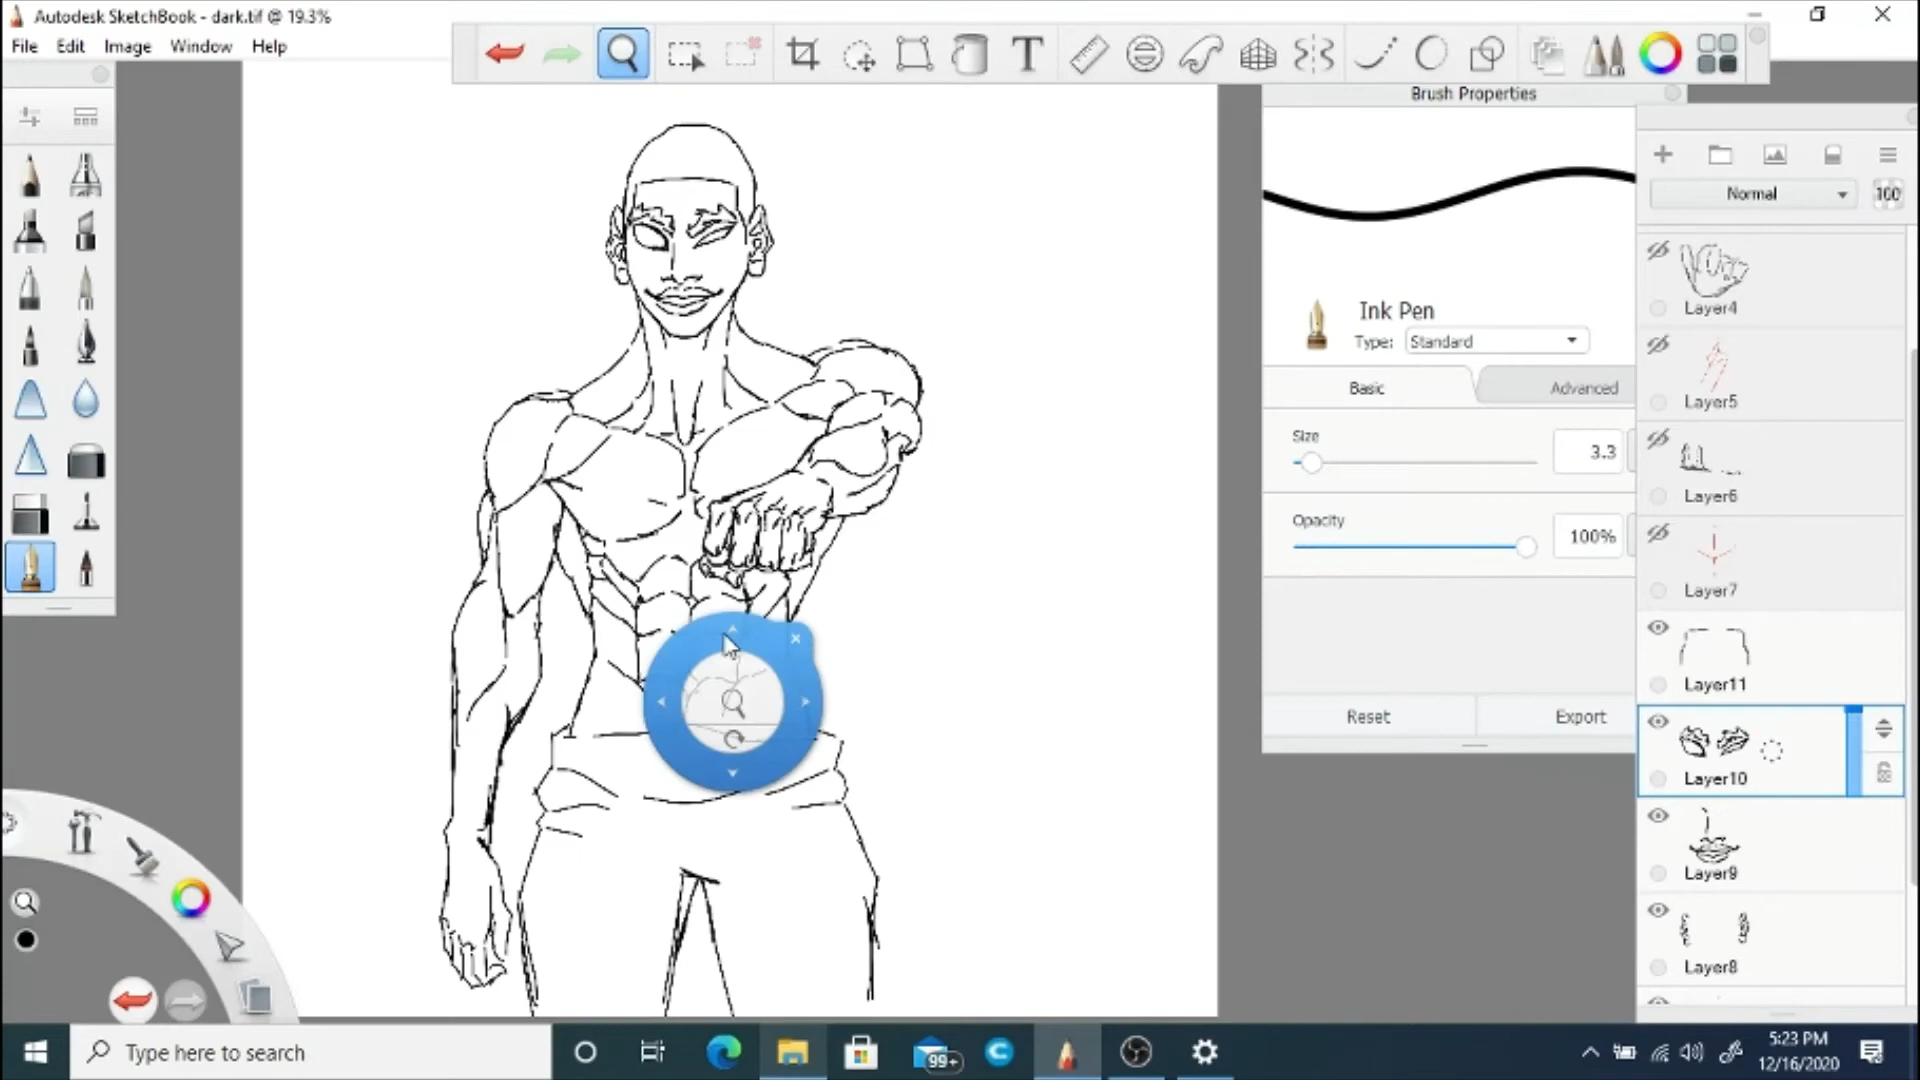 Autodesk SketchBook - dark.tif @ 19.3%
File Edit Image Window Help
T
Brush Properties
Normal 100
Ink Pen
Type: Standard
Basic Advanced
Size
3.3
Opacity
100%
Reset Export
Layer4
Layer5
Layer6
Layer7
Layer11
Layer10
Layer9
Layer8
Type here to search
99+
5:23 PM
12/16/2020